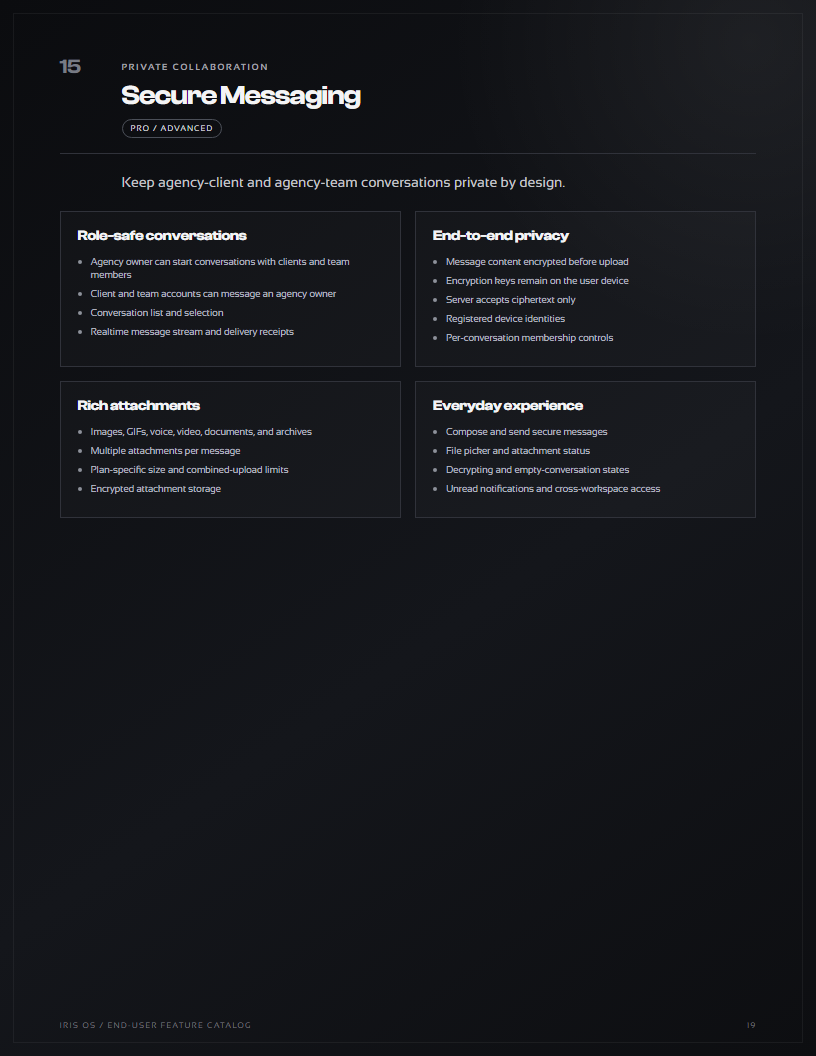 15
PRIVATE COLLABORATION
Secure Messaging
PRO / ADVANCED
Keep agency-client and agency-team conversations private by design.
Role-safe conversations
Agency owner can start conversations with clients and team
members
Client and team accounts can message an agency owner
Conversation list and selection
Realtime message stream and delivery receipts
End-to-end privacy
Message content encrypted before upload
Encryption keys remain on the user device
Server accepts ciphertext only
Registered device identities
Per-conversation membership controls
Rich attachments
Images, GIFs, voice, video, documents, and archives
Multiple attachments per message
Plan-specific size and combined-upload limits
Encrypted attachment storage
Everyday experience
Compose and send secure messages
File picker and attachment status
Decrypting and empty-conversation states
Unread notifications and cross-workspace access
IRIS OS / END-USER FEATURE CATALOG
19